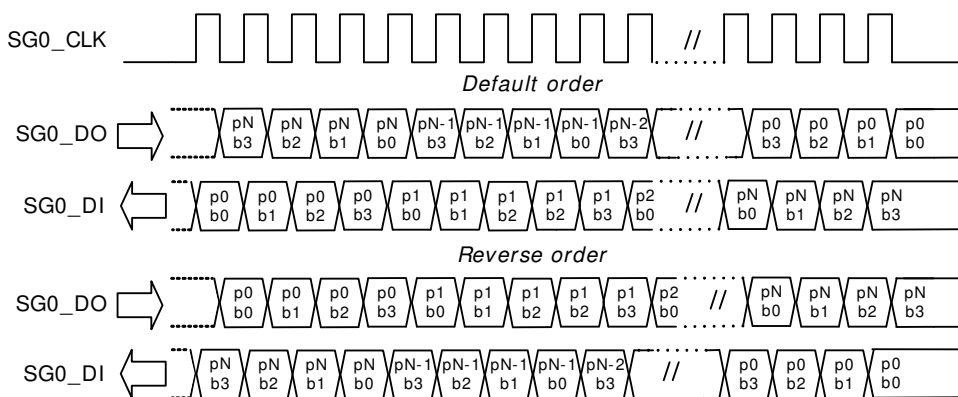 SG0_CLK //
Default order
SG0_DO
pN pN pN pN pN-1 pN-1 pN-1 pN-1 pN-2 // p0 p0 p0 p0
b3 b2 b1 b0 b3 b2 b1 b0 b3 b3 b2 b1 b0
SG0_DI
p0 p0 p0 p0 p1 p1 p1 p1 p1 p2 // pN pN pN pN
b0 b1 b2 b3 b0 b1 b2 b2 b3 b0 b0 b1 b2 b3
Reverse order
SG0_DO
p0 p0 p0 p0 p1 p1 p1 p1 p1 p2 // pN pN pN pN
b0 b1 b2 b3 b0 b1 b2 b2 b3 b0 b0 b1 b2 b3
SG0_DI
pN pN pN pN pN-1 pN-1 pN-1 pN-1 pN-2 // p0 p0 p0 p0
b3 b2 b1 b0 b3 b2 b1 b0 b3 b3 b2 b1 b0